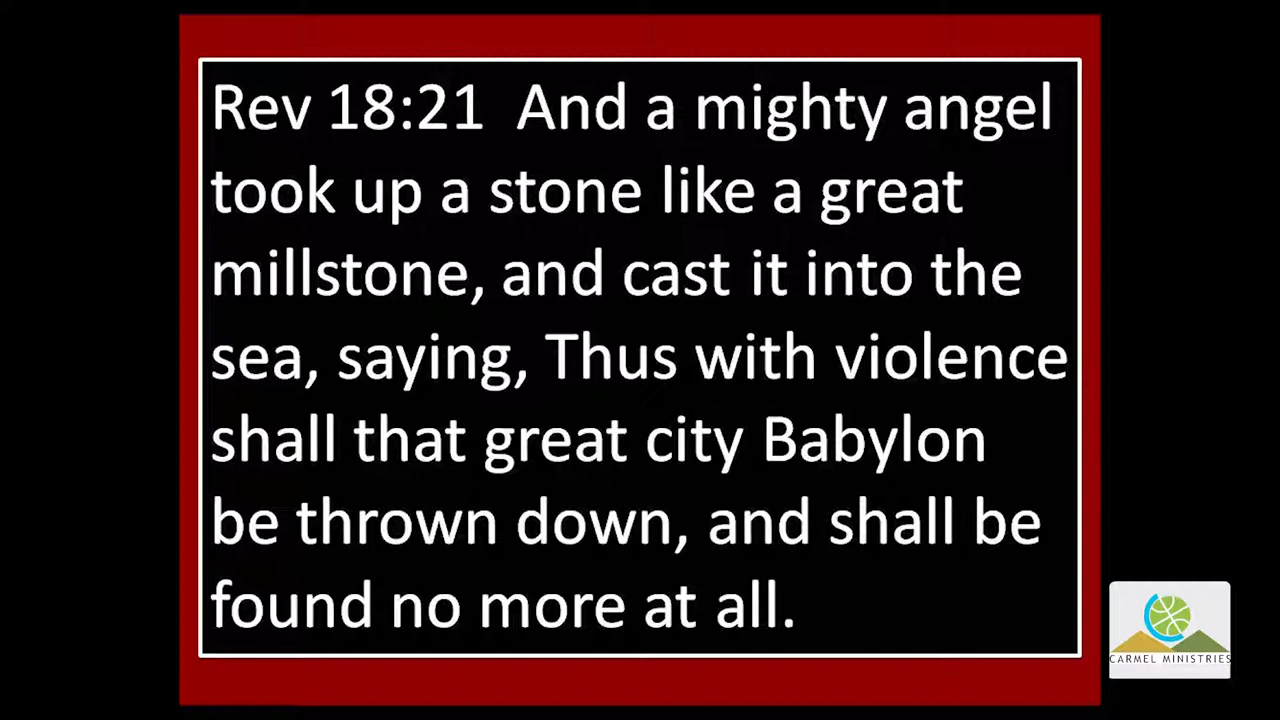 Rev 18:21  And a mighty angel
took up a stone like a great
millstone, and cast it into the
sea, saying, Thus with violence
shall that great city Babylon
be thrown down, and shall be
found no more at all.
CARMEL MINISTRIES